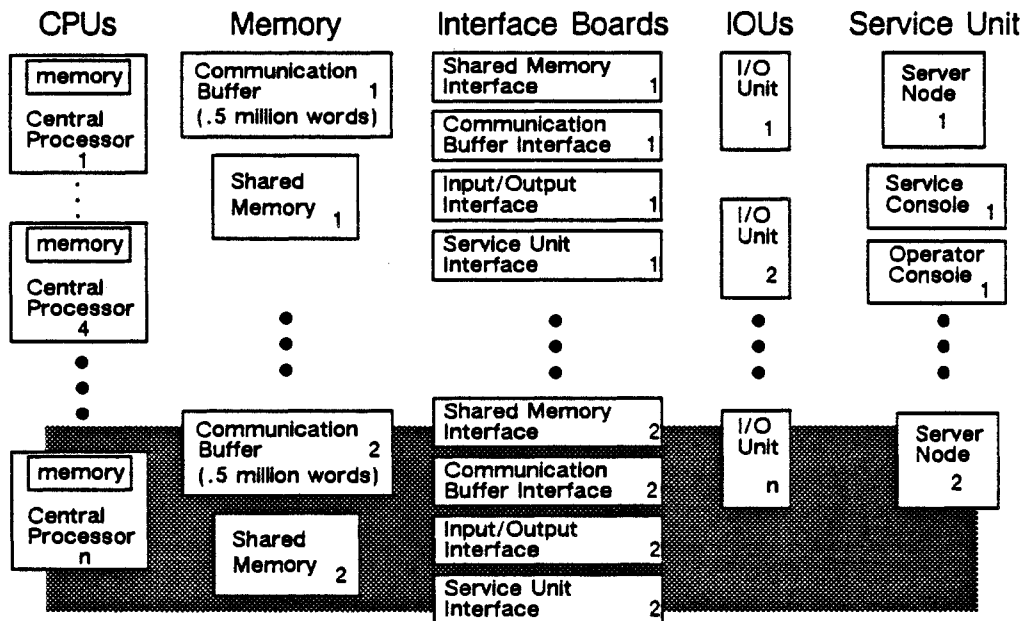 CPUs
Memory
Interface Boards
IOUs
Service Unit
memory
Central
Processor
1
memory
Central
Processor
4
memory
Central
Processor
n
Communication
Buffer 1
(.5 million words)
Shared
Memory 1
Communication
Buffer 2
(.5 million words)
Shared
Memory 2
Shared Memory
Interface 1
Communication
Buffer Interface 1
Input/Output
Interface 1
Service Unit
Interface 1
Shared Memory
Interface 2
Communication
Buffer Interface 2
Input/Output
Interface 2
Service Unit
Interface 2
I/O
Unit
1
I/O
Unit
2
I/O
Unit
n
Server
Node
1
Service
Console 1
Operator
Console 1
Server
Node
2